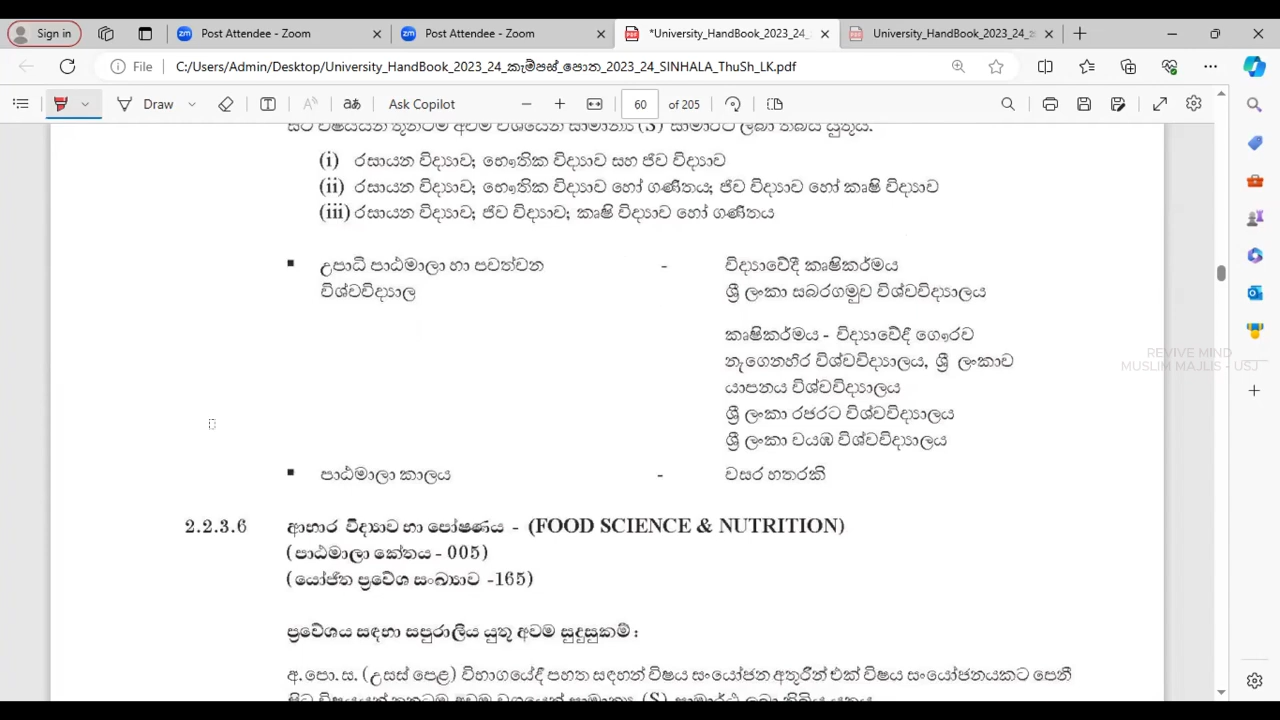 Sign in
Post Attendee - Zoom
Post Attendee - Zoom
*University_HandBook_2023_24_
University_HandBook_2023_24_
File
C:/Users/Admin/Desktop/University_HandBook_2023_24_කැම්පස්_පොත_2023_24_SINHALA_ThuSh_LK.pdf
Draw
Ask Copilot
60
of 205
(i) රසායන විද්‍යාව; භෞතික විද්‍යාව සහ ජීව විද්‍යාව
(ii) රසායන විද්‍යාව; භෞතික විද්‍යාව හෝ ගණිතය; ජීව විද්‍යාව හෝ කෘෂි විද්‍යාව
(iii) රසායන විද්‍යාව; ජීව විද්‍යාව; කෘෂි විද්‍යාව හෝ ගණිතය
▪ උපාධි පාඨමාලා හා පවත්වන - විද්‍යාවේදී කෘෂිකර්මය
විශ්වවිද්‍යාල ශ්‍රී ලංකා සබරගමුව විශ්වවිද්‍යාලය
කෘෂිකර්මය - විද්‍යාවේදී ගෞරව
නැගෙනහිර විශ්වවිද්‍යාලය, ශ්‍රී ලංකාව
REVIVE MIND
MUSLIM MAJLIS - USJ
යාපනය විශ්වවිද්‍යාලය
ශ්‍රී ලංකා රජරට විශ්වවිද්‍යාලය
ශ්‍රී ලංකා වයඹ විශ්වවිද්‍යාලය
▪ පාඨමාලා කාලය - වසර හතරකි
2.2.3.6 ආහාර විද්‍යාව හා පෝෂණය - (FOOD SCIENCE & NUTRITION)
(පාඨමාලා කේතය - 005)
(යෝජිත ප්‍රවේශ සංඛ්‍යාව -165)
ප්‍රවේශය සඳහා සපුරාලිය යුතු අවම සුදුසුකම් :
අ.පො.ස. (උසස් පෙළ) විභාගයේදී පහත සඳහන් විෂය සංයෝජන අතුරින් එක් විෂය සංයෝජනයකට පෙනී